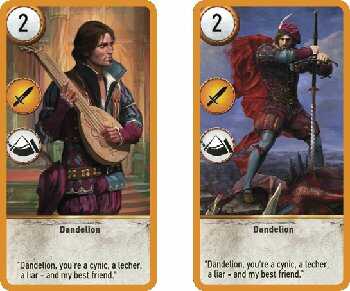 2
Dandelion
"Dandelion, you're a cynic, a lecher,
a liar - and my best friend."
2
Dandelion
"Dandelion, you're a cynic, a lecher,
a liar - and my best friend."